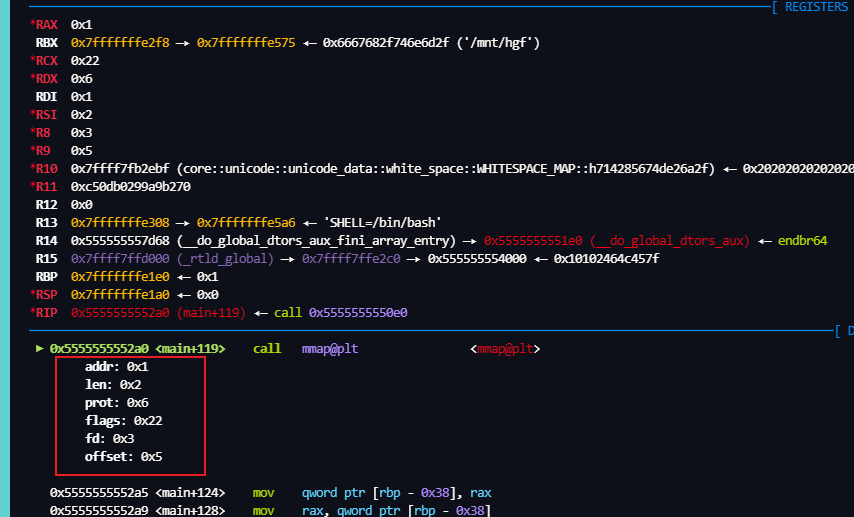 [ REGISTERS
*RAX 0x1
RBX 0x7fffffffe2f8 —▸ 0x7fffffffe575 ◂— 0x6667682f746e6d2f ('/mnt/hgf')
*RCX 0x22
*RDX 0x6
RDI 0x1
*RSI 0x2
*R8 0x3
*R9 0x5
*R10 0x7ffff7fb2ebf (core::unicode::unicode_data::white_space::WHITESPACE_MAP::h714285674de26a2f) ◂— 0x20202020202020
*R11 0xc50db0299a9b270
R12 0x0
R13 0x7fffffffe308 —▸ 0x7fffffffe5a6 ◂— 'SHELL=/bin/bash'
R14 0x555555557d68 (__do_global_dtors_aux_fini_array_entry) —▸ 0x5555555551e0 (__do_global_dtors_aux) ◂— endbr64
R15 0x7ffff7ffd000 (_rtld_global) —▸ 0x7ffff7ffe2c0 —▸ 0x555555554000 ◂— 0x10102464c457f
RBP 0x7fffffffe1e0 ◂— 0x1
*RSP 0x7fffffffe1a0 ◂— 0x0
*RIP 0x5555555552a0 (main+119) ◂— call 0x5555555550e0
[ D
► 0x5555555552a0 <main+119> call mmap@plt <mmap@plt>
addr: 0x1
len: 0x2
prot: 0x6
flags: 0x22
fd: 0x3
offset: 0x5
0x5555555552a5 <main+124> mov qword ptr [rbp - 0x38], rax
0x5555555552a9 <main+128> mov rax, qword ptr [rbp - 0x38]